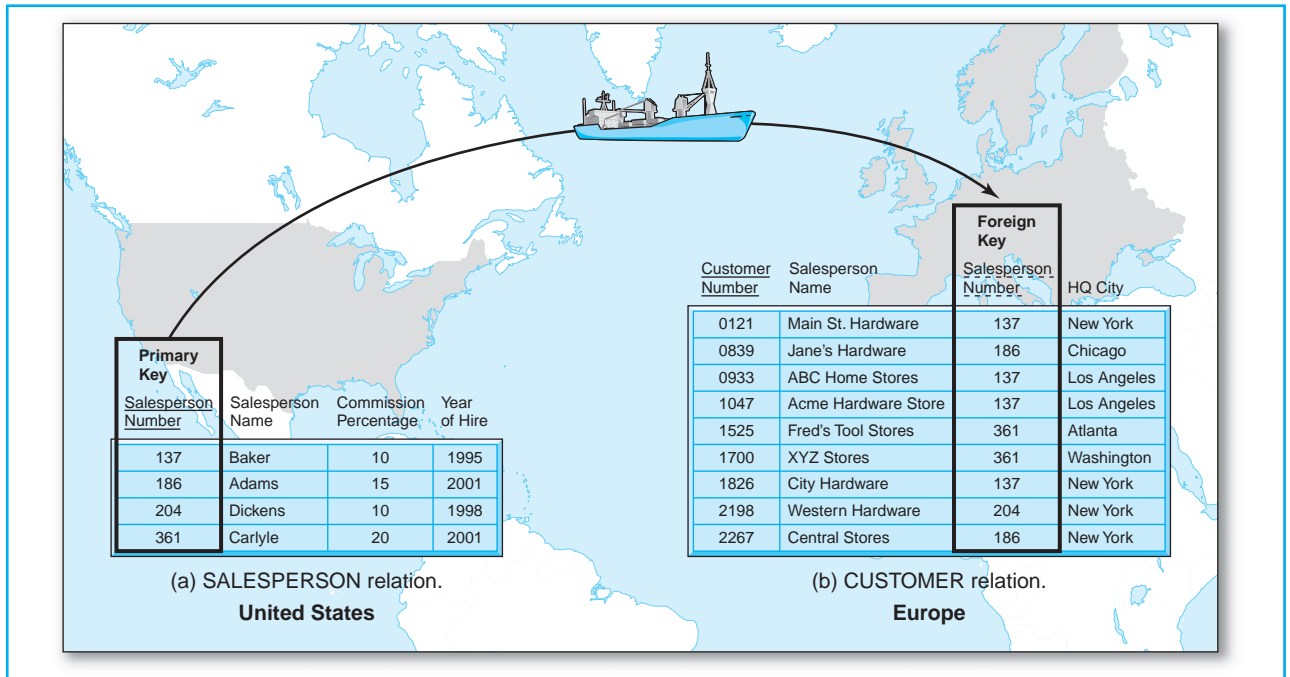 Primary
Key
Salesperson Number
Salesperson Name
Commission Percentage
Year of Hire
137 Baker 10 1995
186 Adams 15 2001
204 Dickens 10 1998
361 Carlyle 20 2001
(a) SALESPERSON relation.
United States
Foreign
Key
Customer Number
Salesperson Name
Salesperson Number
HQ City
0121 Main St. Hardware 137 New York
0839 Jane's Hardware 186 Chicago
0933 ABC Home Stores 137 Los Angeles
1047 Acme Hardware Store 137 Los Angeles
1525 Fred's Tool Stores 361 Atlanta
1700 XYZ Stores 361 Washington
1826 City Hardware 137 New York
2198 Western Hardware 204 New York
2267 Central Stores 186 New York
(b) CUSTOMER relation.
Europe